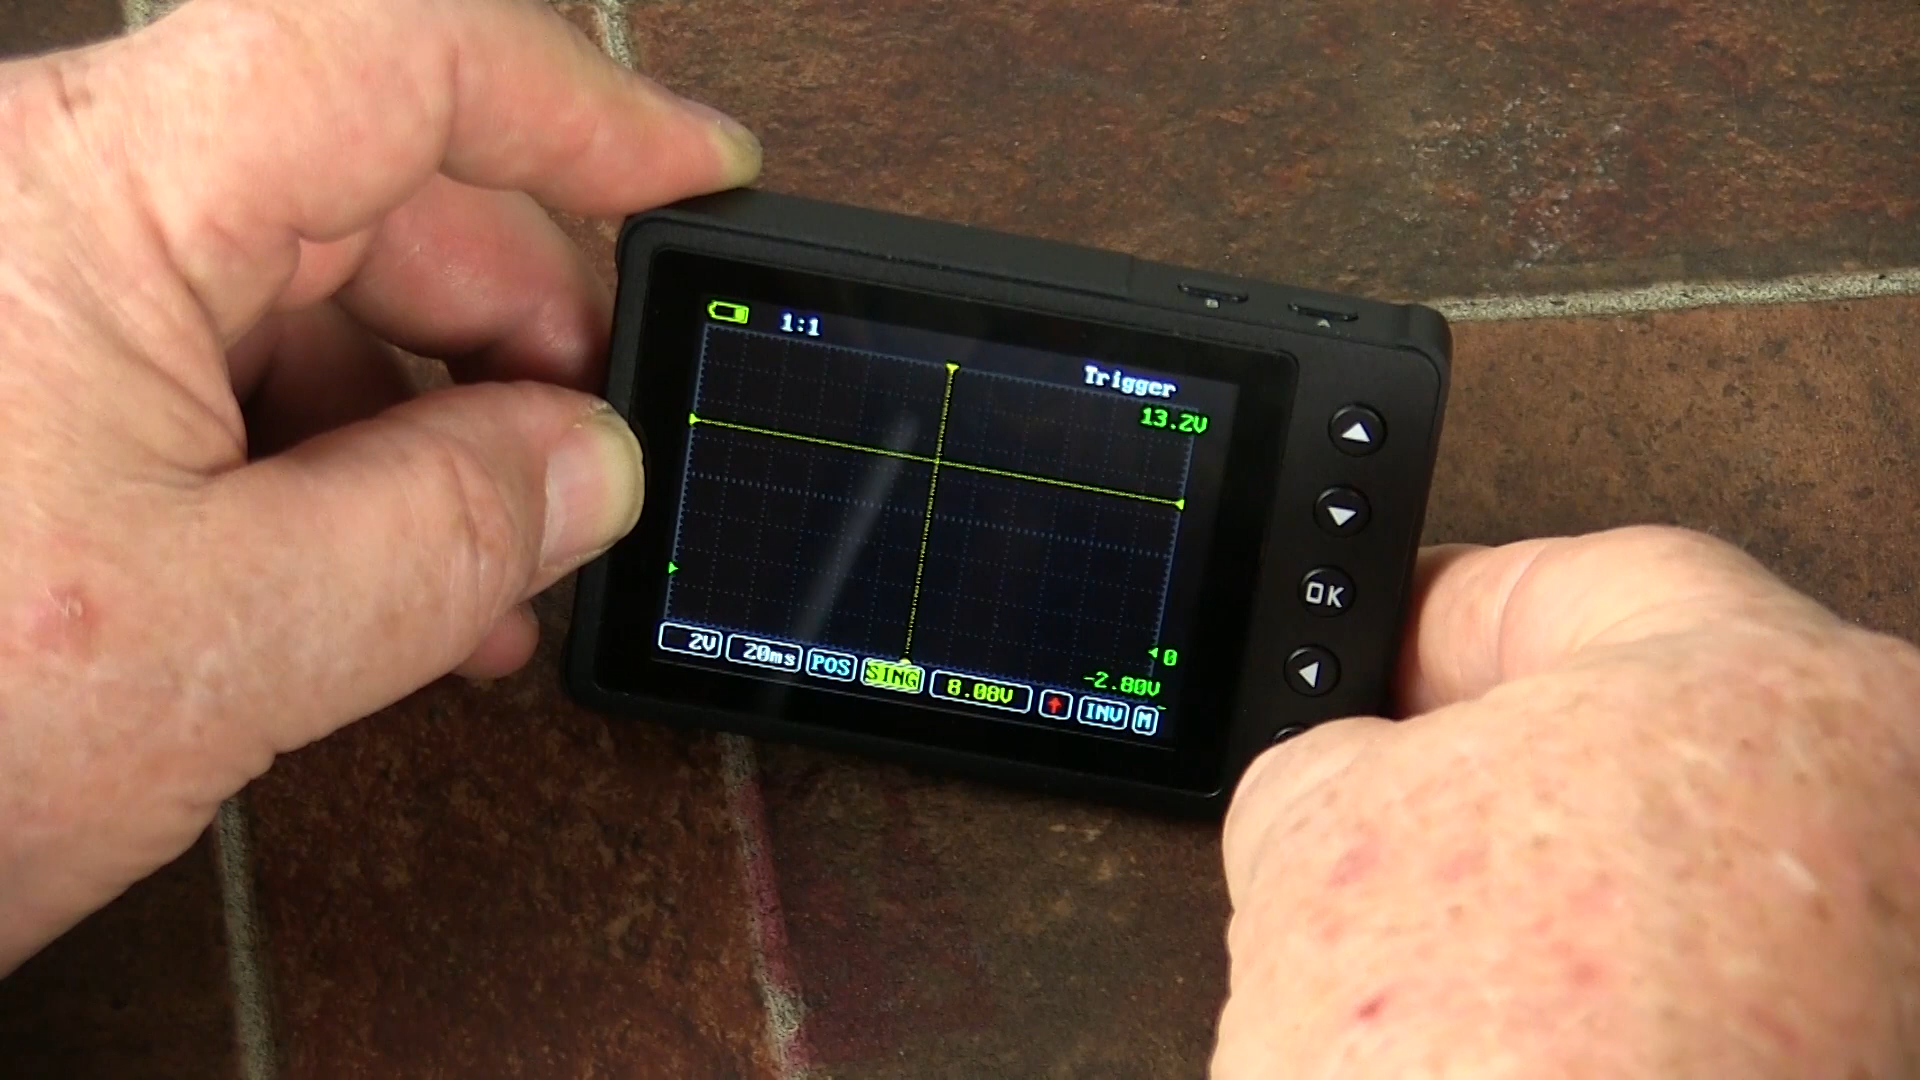 1:1
Trigger
13.2V
0
-2.80V
2V 20ms POS SING 8.08V INV M
OK